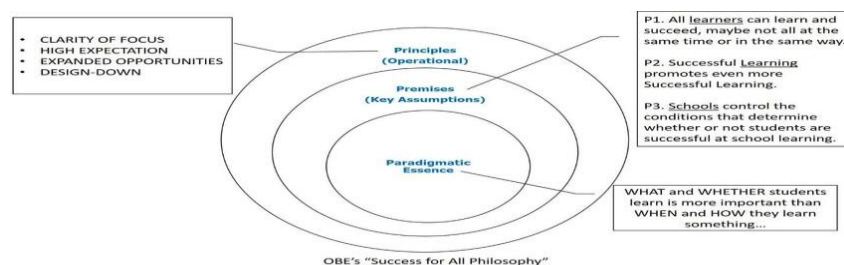 • CLARITY OF FOCUS
• HIGH EXPECTATION
• EXPANDED OPPORTUNITIES
• DESIGN-DOWN
Principles
(Operational)
Premises
(Key Assumptions)
Paradigmatic
Essence
P1. All learners can learn and
succeed, maybe not all at the
same time or in the same way.
P2. Successful Learning
promotes even more
Successful Learning.
P3. Schools control the
conditions that determine
whether or not students are
successful at school learning.
WHAT and WHETHER students
learn is more important than
WHEN and HOW they learn
something...
OBE's "Success for All Philosophy"